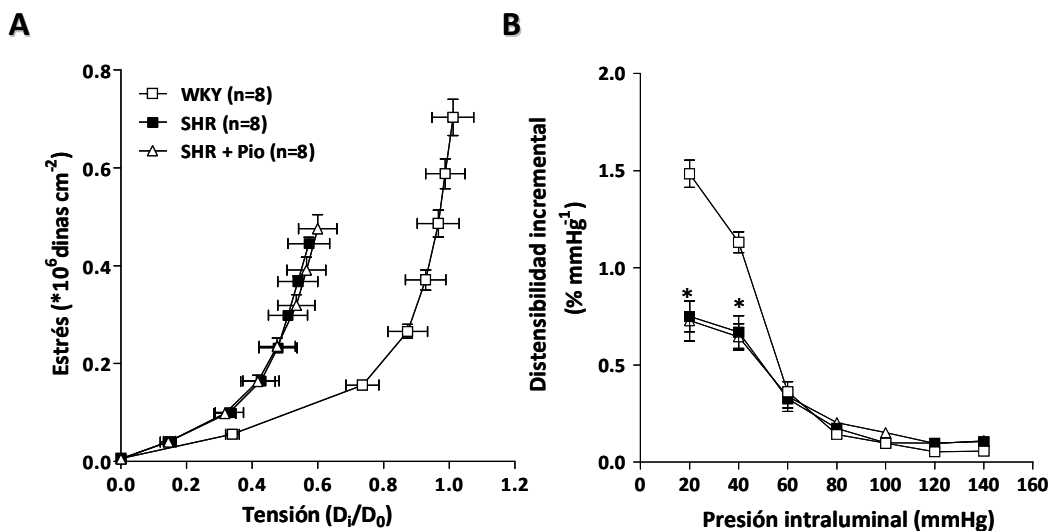 A
B
0.8
0.6
0.4
0.2
0.0
Estrés (*10⁶dinas cm⁻²)
WKY (n=8)
SHR (n=8)
SHR + Pio (n=8)
0.0 0.2 0.4 0.6 0.8 1.0 1.2
Tensión (Dᵢ/D₀)
2.0
1.5
1.0
0.5
0.0
Distensibilidad incremental
(% mmHg⁻¹)
*
*
0 20 40 60 80 100 120 140 160
Presión intraluminal (mmHg)